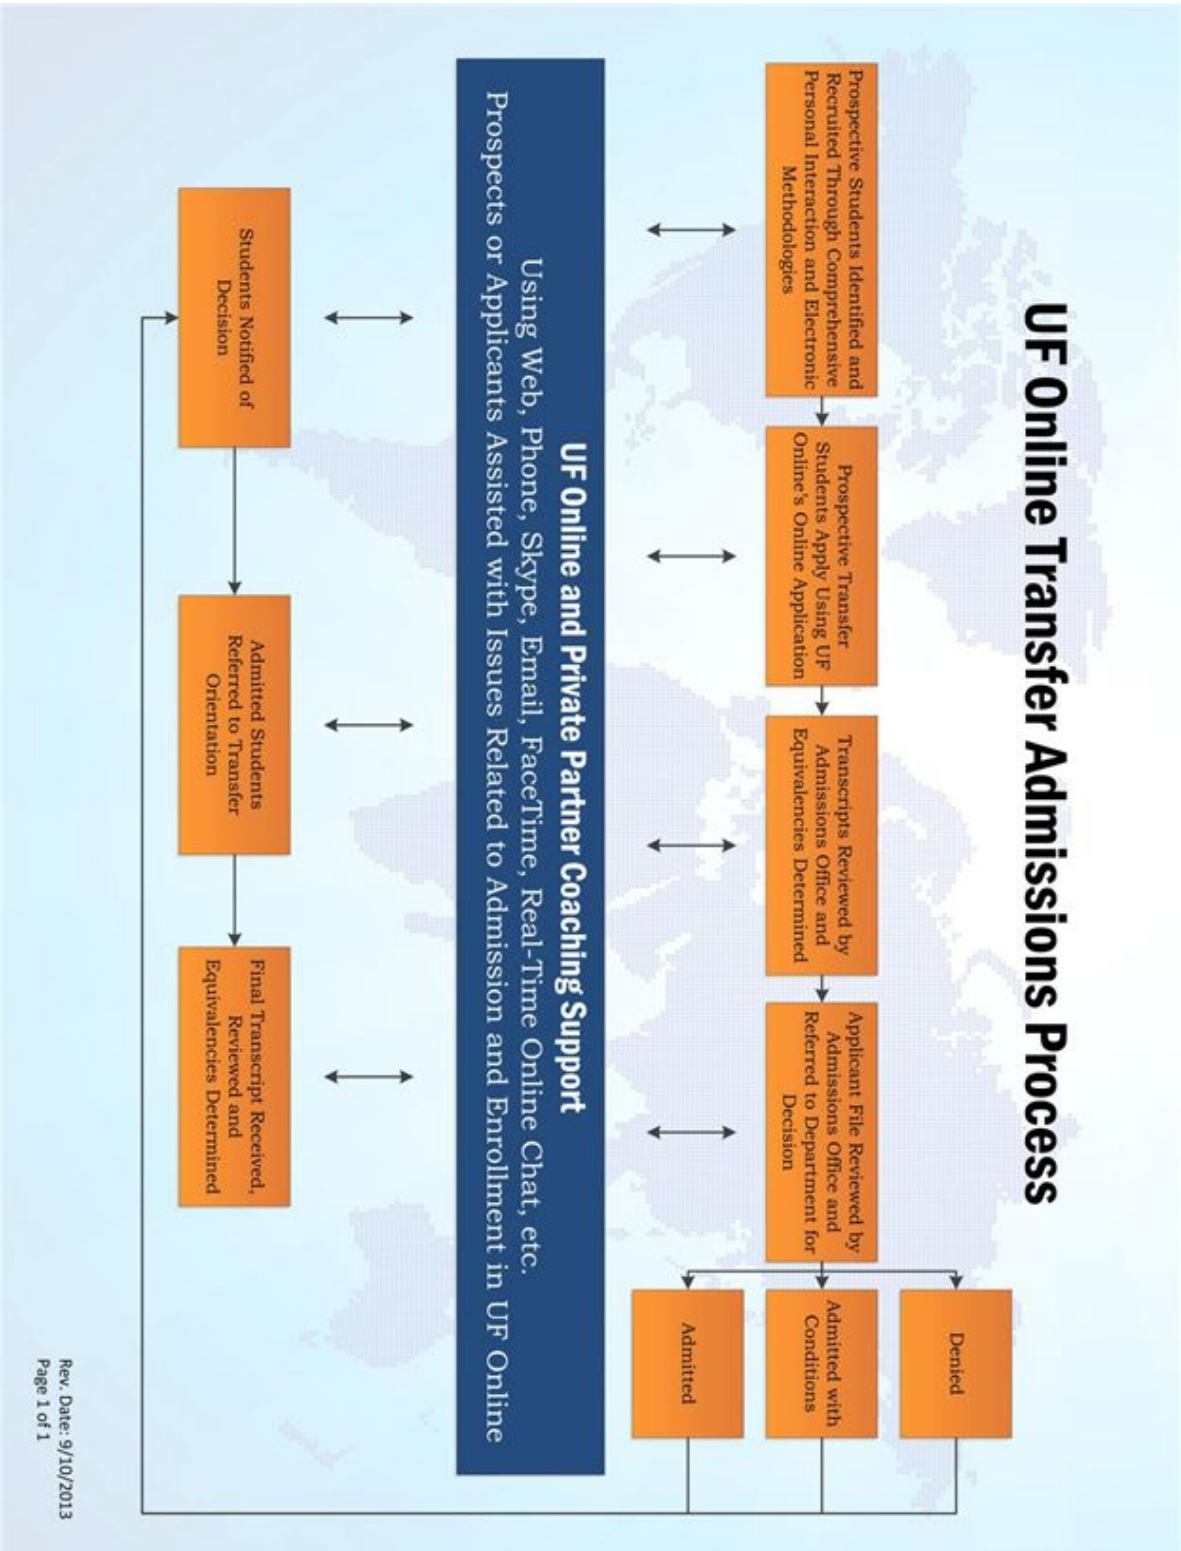 UF Online Transfer Admissions Process
Prospective Students Identified and
Recruited Through Comprehensive
Personal Interaction and Electronic
Methodologies
Prospective Transfer
Students Apply Using UF
Online's Online Application
Transcripts Reviewed by
Admissions Office and
Equivalencies Determined
Applicant File Reviewed by
Admissions Office and
Referred to Department for
Decision
Denied
Admitted with
Conditions
Admitted
UF Online and Private Partner Coaching Support
Using Web, Phone, Skype, Email, FaceTime, Real-Time Online Chat, etc.
Prospects or Applicants Assisted with Issues Related to Admission and Enrollment in UF Online
Students Notified of
Decision
Admitted Students
Referred to Transfer
Orientation
Final Transcript Received,
Reviewed and
Equivalencies Determined
Rev. Date: 9/10/2013
Page 1 of 1